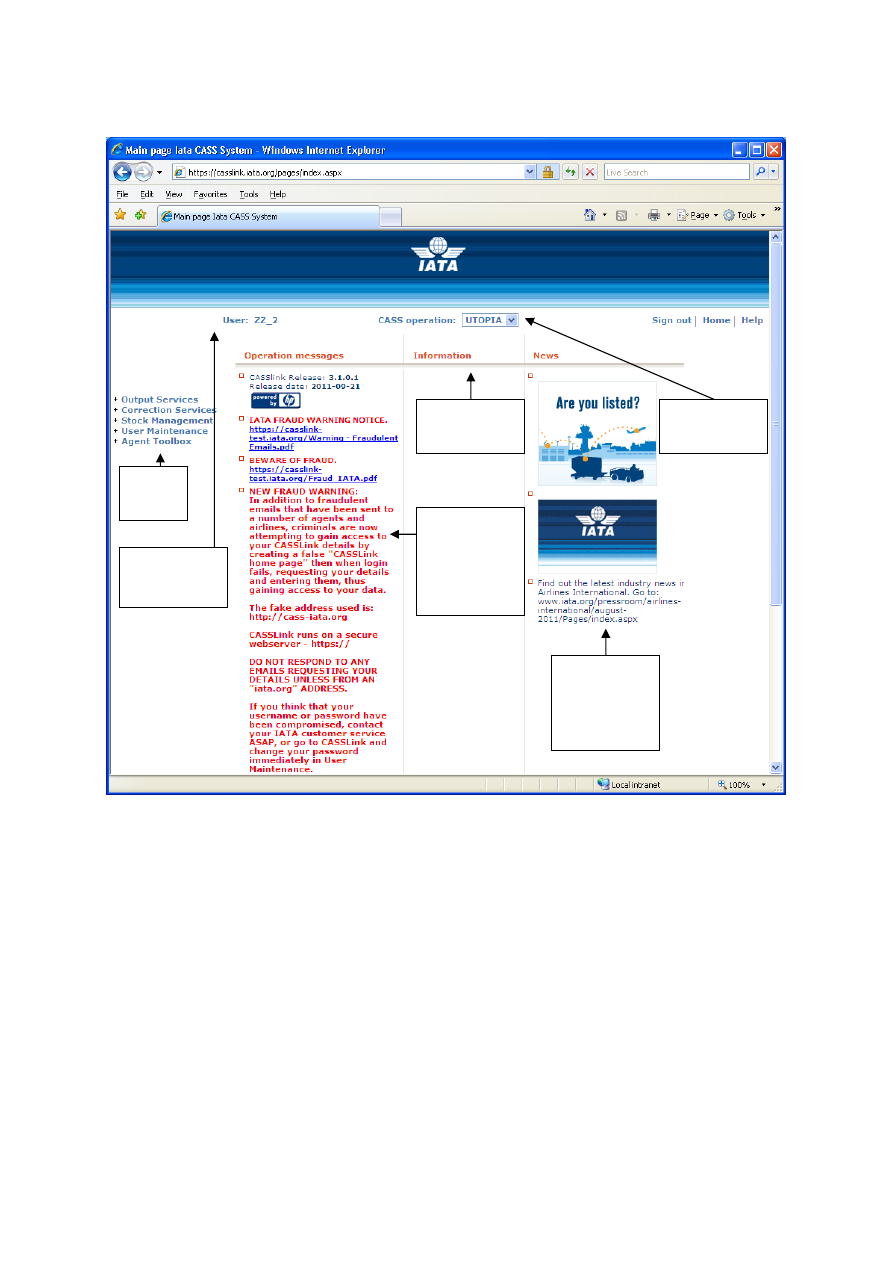 Main page Iata CASS System - Windows Internet Explorer
https://casslink.iata.org/pages/index.aspx
Live Search
File Edit View Favorites Tools Help
Main page Iata CASS System
Page Tools
IATA
User: ZZ_2
CASS operation: UTOPIA
Sign out | Home | Help
+ Output Services
+ Correction Services
+ Stock Management
+ User Maintenance
+ Agent Toolbox
Operation messages
CASSlink Release: 3.1.0.1
Release date: 2011-09-21
powered
by hp
IATA FRAUD WARNING NOTICE.
https://casslink-
test.iata.org/Warning - Fraudulent
Emails.pdf
BEWARE OF FRAUD.
https://casslink-
test.iata.org/Fraud_IATA.pdf
NEW FRAUD WARNING:
In addition to fraudulent
emails that have been sent to
a number of agents and
airlines, criminals are now
attempting to gain access to
your CASSLink details by
creating a false "CASSLink
home page" then when login
fails, requesting your details
and entering them, thus
gaining access to your data.
The fake address used is:
http://cass-iata.org
CASSLink runs on a secure
webserver - https://
DO NOT RESPOND TO ANY
EMAILS REQUESTING YOUR
DETAILS UNLESS FROM AN
"iata.org" ADDRESS.
If you think that your
username or password have
been compromised, contact
your IATA customer service
ASAP, or go to CASSLink and
change your password
immediately in User
Maintenance.
Information
News
Are you listed?
IATA
Find out the latest industry news in
Airlines International. Go to:
www.iata.org/pressroom/airlines-
international/august-
2011/Pages/index.aspx
Local intranet
100%